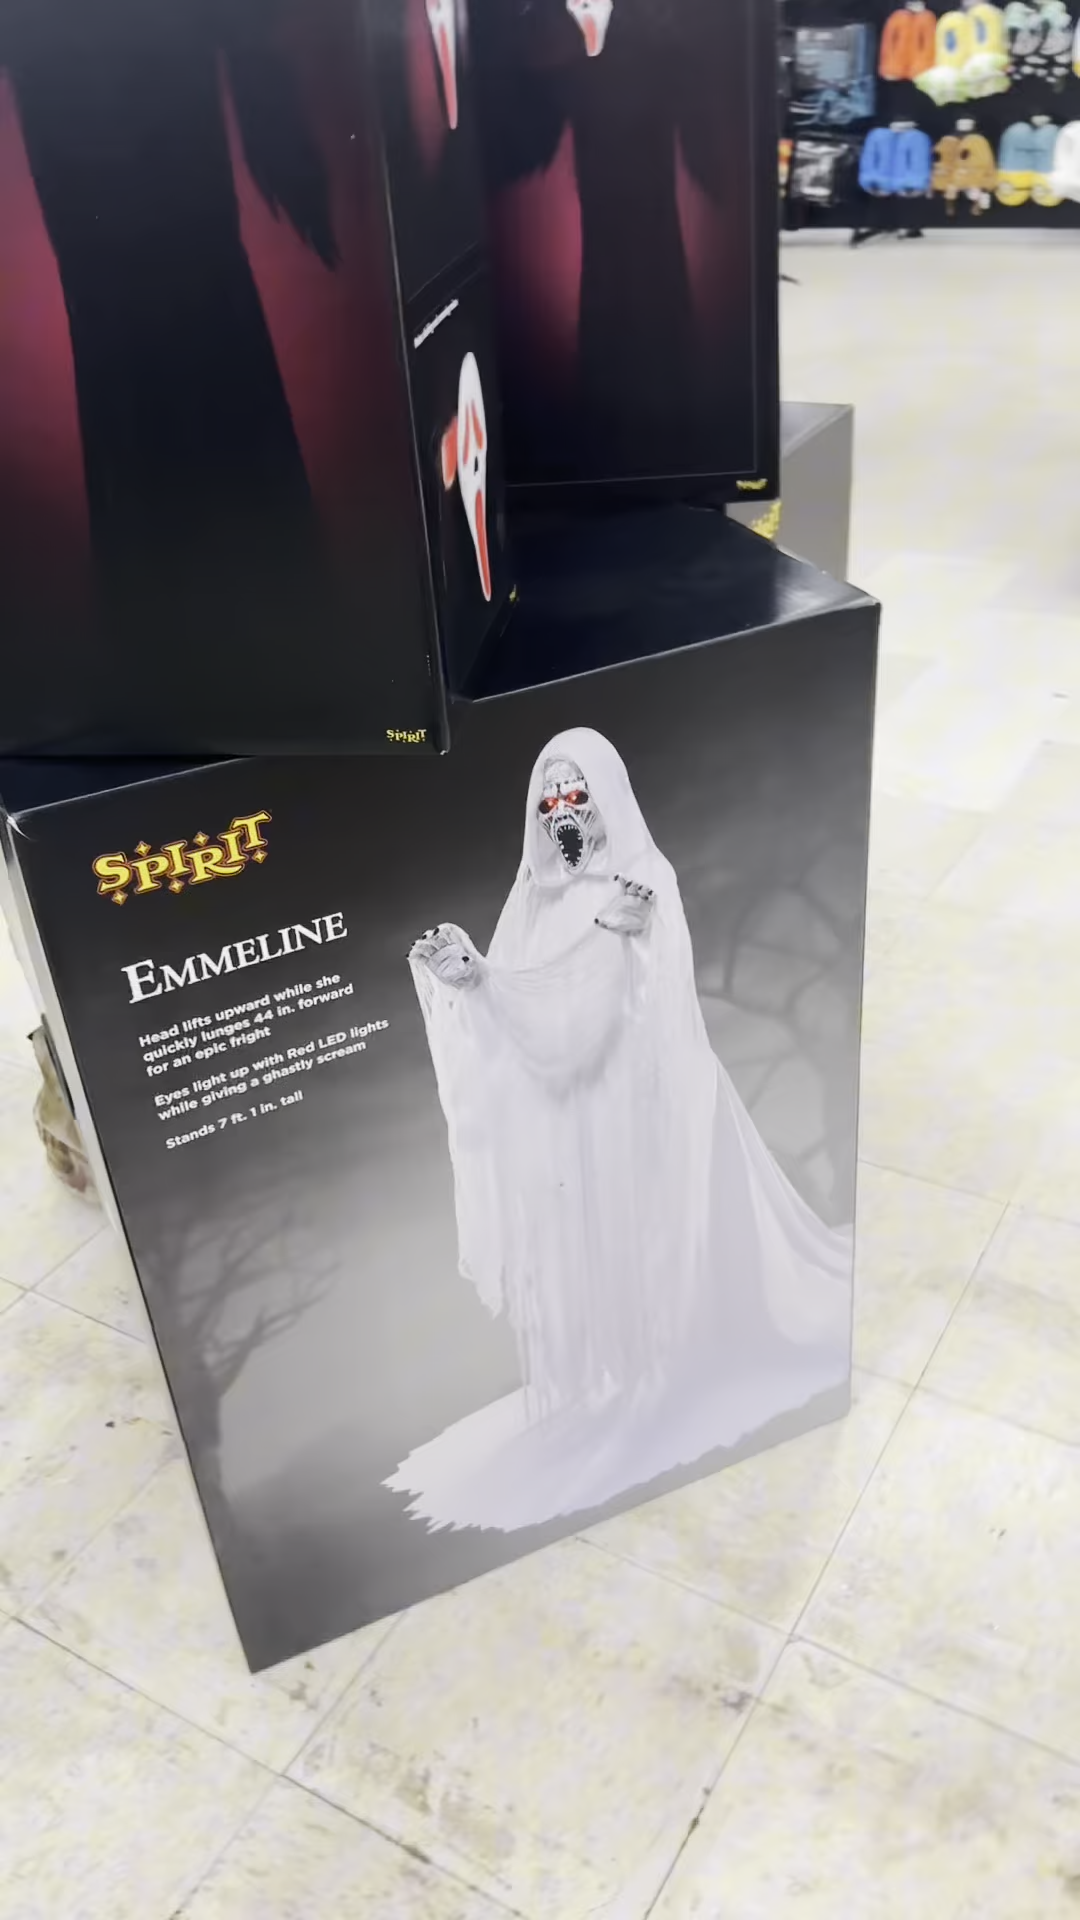 SPIRIT
SPIRIT
EMMELINE
Head lifts upward while she
quickly lunges 44 in. forward
for an epic fright
Eyes light up with Red LED lights
while giving a ghastly scream
Stands 7 ft. 1 in. tall